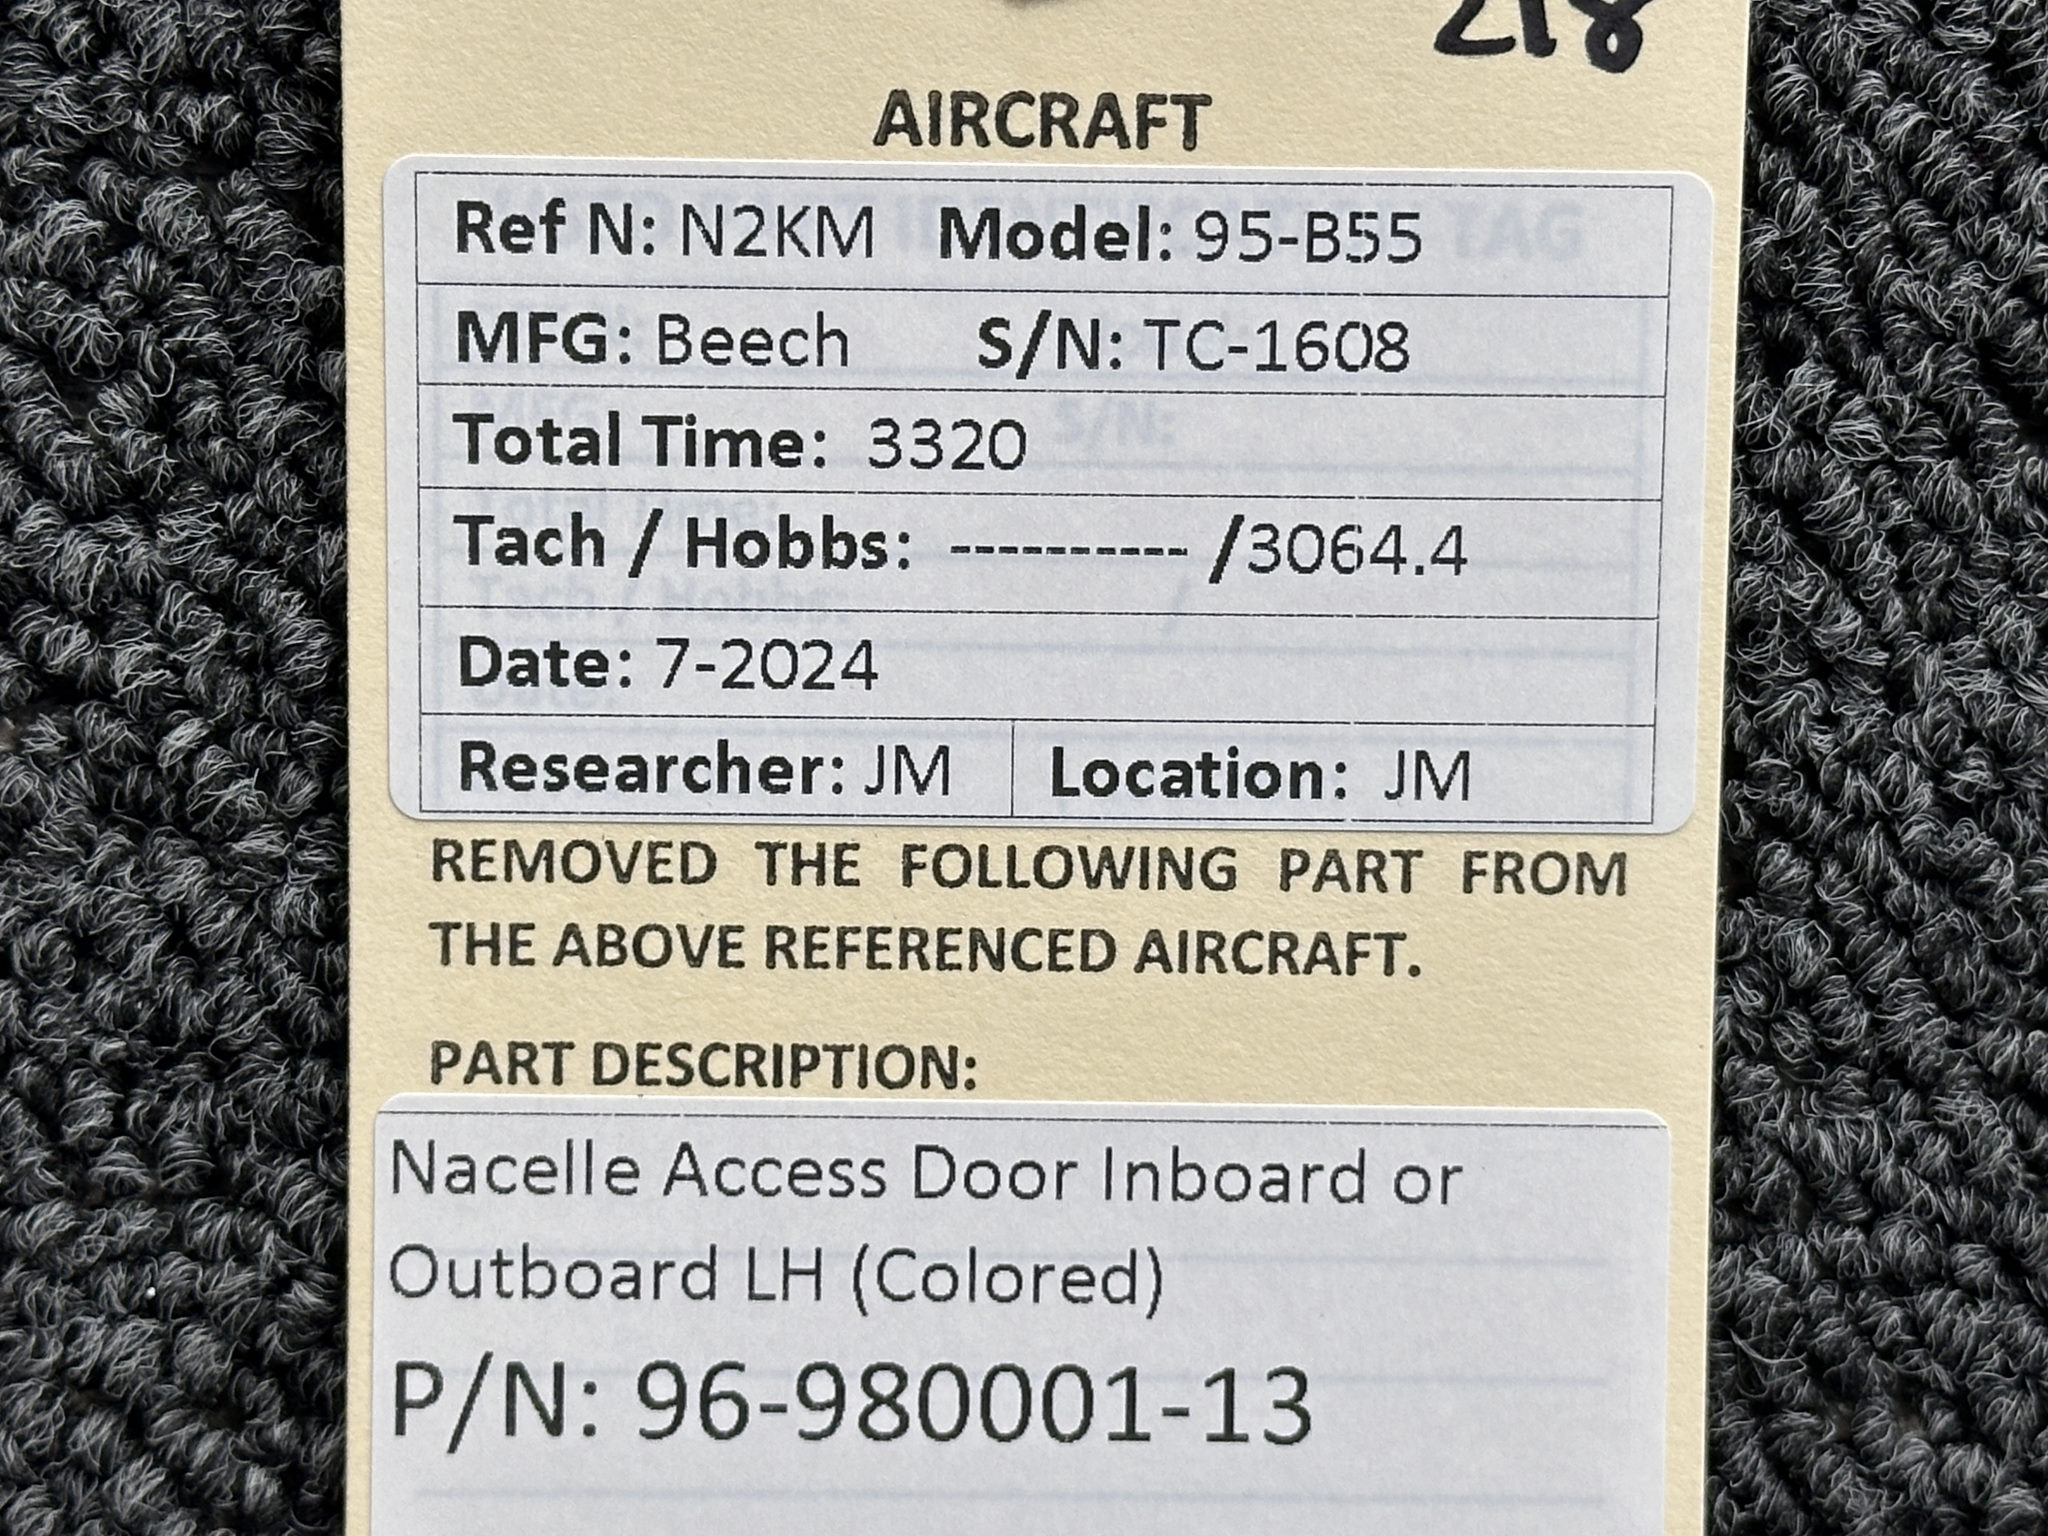 218
AIRCRAFT
Ref N: N2KM Model: 95-B55
MFG: Beech S/N: TC-1608
Total Time: 3320
Tach / Hobbs: ---------- /3064.4
Date: 7-2024
Researcher: JM Location: JM
REMOVED THE FOLLOWING PART FROM
THE ABOVE REFERENCED AIRCRAFT.
PART DESCRIPTION:
Nacelle Access Door Inboard or
Outboard LH (Colored)
P/N: 96-980001-13